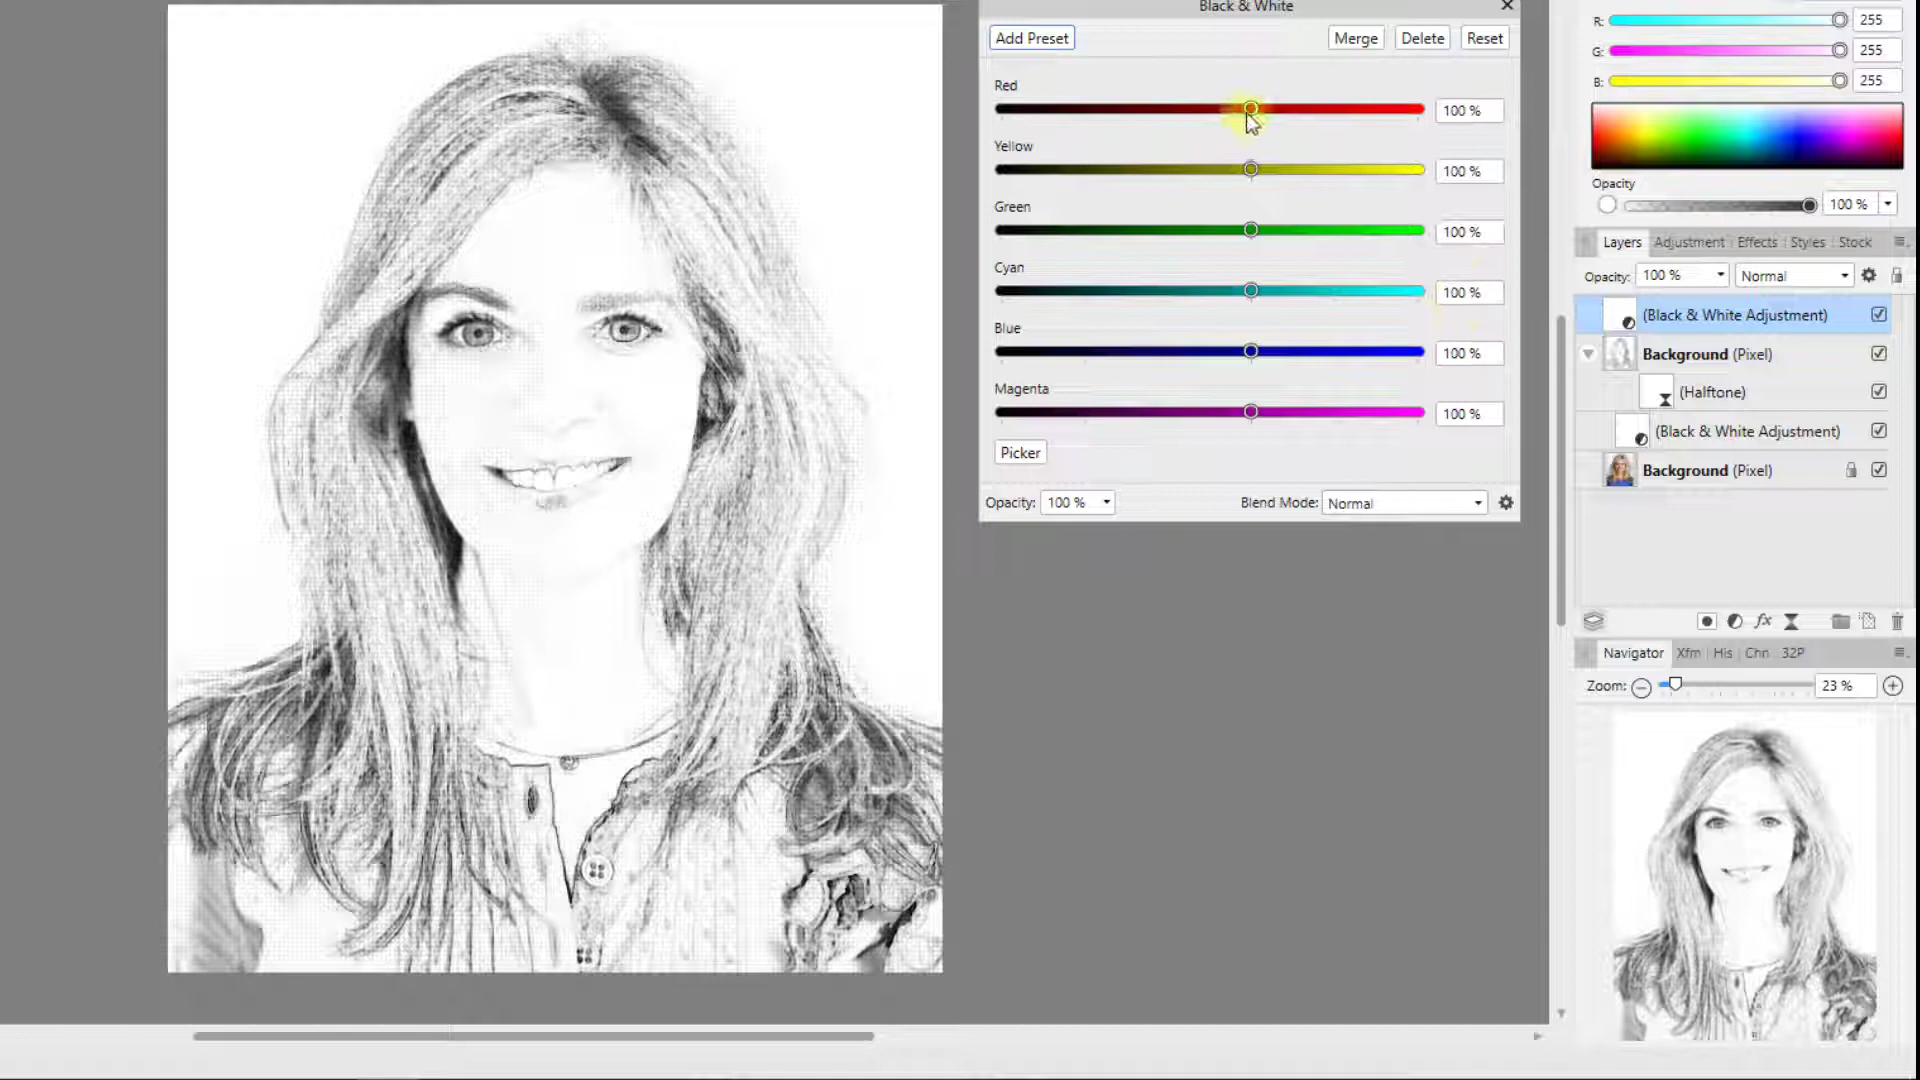 Black & White
Add Preset
Merge
Delete
Reset
Red
100 %
Yellow
100 %
Green
100 %
Cyan
100 %
Blue
100 %
Magenta
100 %
Picker
Opacity: 100 %
Blend Mode: Normal
R: 255
G: 255
B: 255
Opacity
100 %
Layers Adjustment Effects Styles Stock
Opacity: 100 % Normal
(Black & White Adjustment)
Background (Pixel)
(Halftone)
(Black & White Adjustment)
Background (Pixel)
fx
Navigator Xfm His Chn 32P
Zoom: 23 %